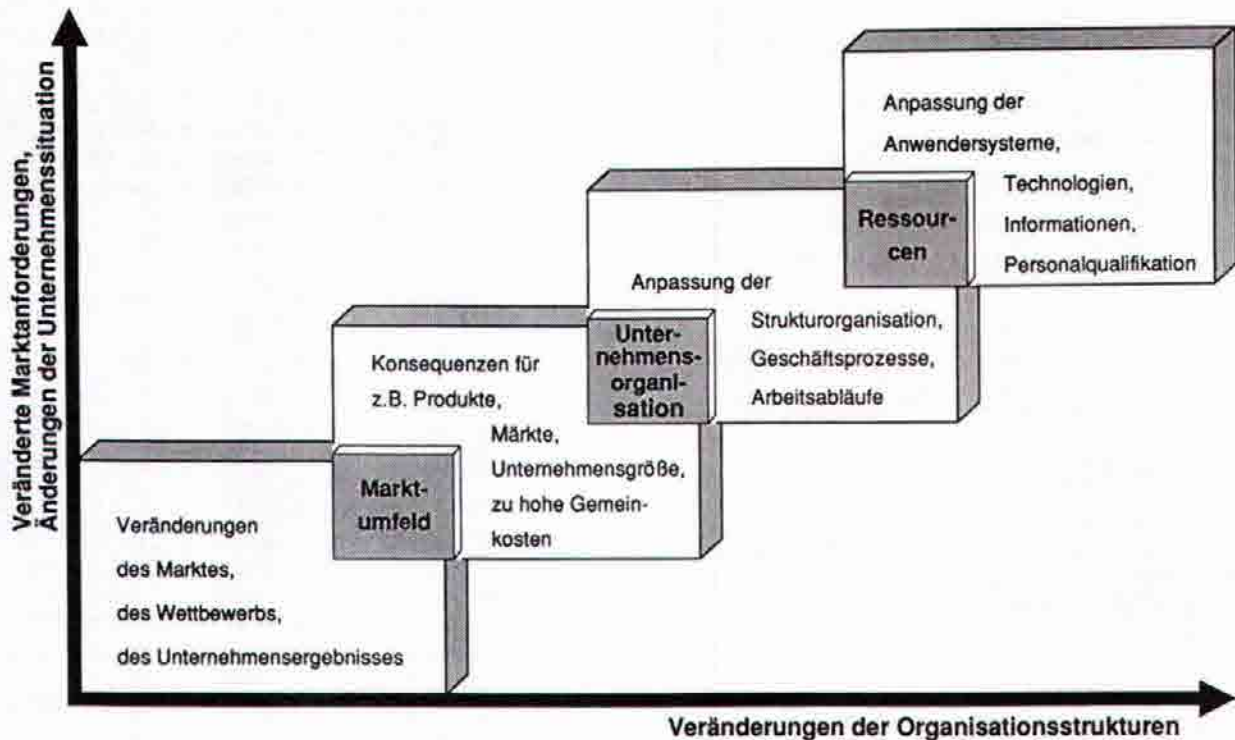 Veränderte Marktanforderungen,
Änderungen der Unternehmenssituation
Anpassung der
Anwendersysteme,
Technologien,
Informationen,
Personalqualifikation
Ressour-
cen
Anpassung der
Strukturorganisation,
Geschäftsprozesse,
Arbeitsabläufe
Unter-
nehmens-
organi-
sation
Konsequenzen für
z.B. Produkte,
Märkte,
Unternehmensgröße,
zu hohe Gemein-
kosten
Markt-
umfeld
Veränderungen
des Marktes,
des Wettbewerbs,
des Unternehmensergebnisses
Veränderungen der Organisationsstrukturen